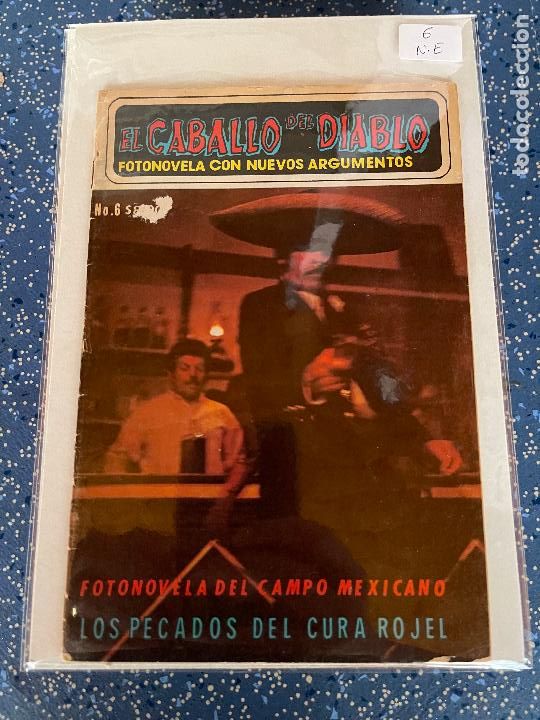 6
N.E
todocoleccion
EL CABALLO DEL DIABLO
FOTONOVELA CON NUEVOS ARGUMENTOS
No.6
FOTONOVELA DEL CAMPO MEXICANO
LOS PECADOS DEL CURA ROJEL